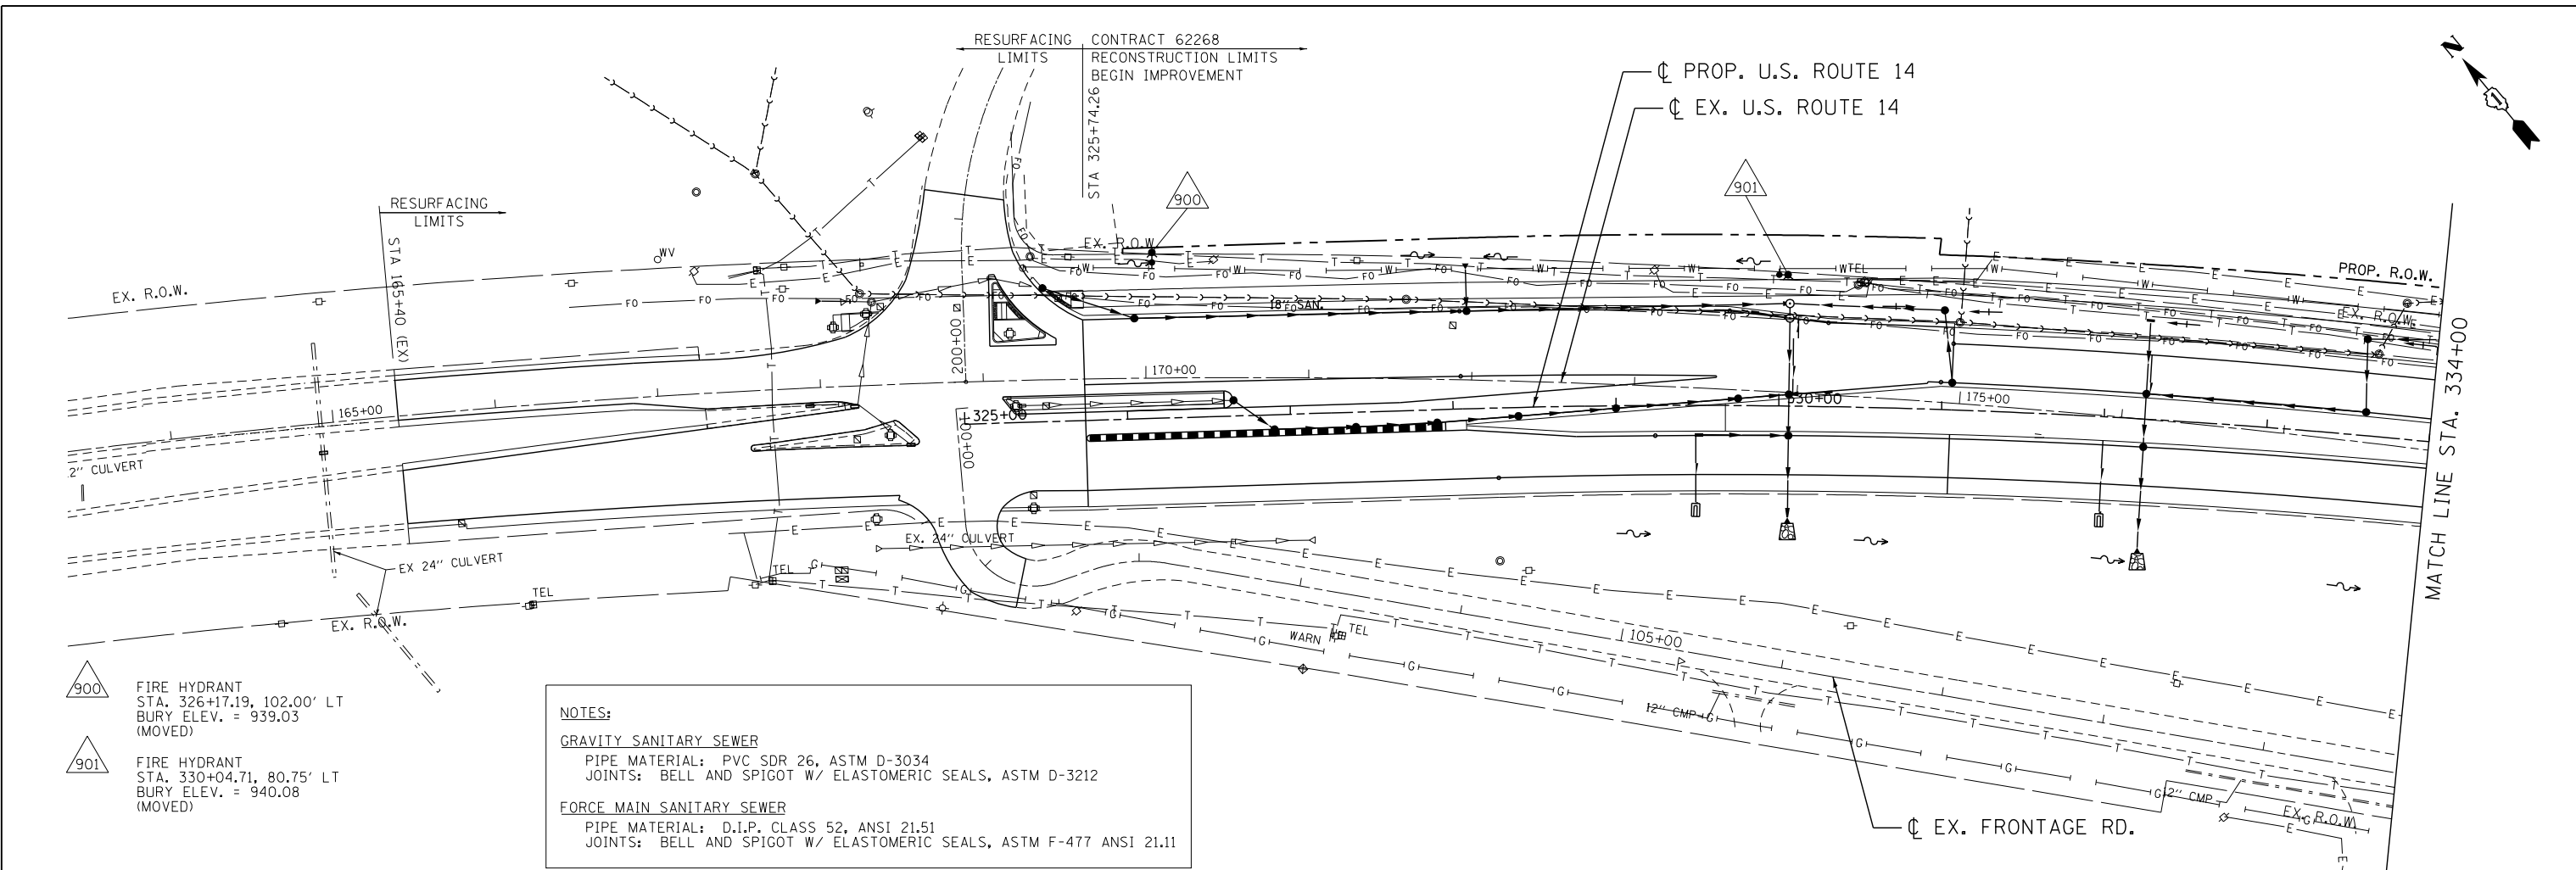 RESURFACING
LIMITS
CONTRACT 62268
RECONSTRUCTION LIMITS
BEGIN IMPROVEMENT
STA 325+74.26
℄ PROP. U.S. ROUTE 14
℄ EX. U.S. ROUTE 14
N
900
901
RESURFACING
LIMITS
STA 165+40 (EX)
WV
EX. R.O.W.
EX. R.O.W.
WTEL
PROP. R.O.W.
EX. R.O.W.
18" SAN.
200+00
170+00
165+00
325+00
330+00
175+00
100+00
2" CULVERT
MATCH LINE STA. 334+00
EX. 24" CULVERT
EX 24" CULVERT
TEL
TEL
EX. R.O.W.
WARN
TEL
105+00
12" CMP
2" CMP
EX. R.O.W.
℄ EX. FRONTAGE RD.
900
FIRE HYDRANT
STA. 326+17.19, 102.00' LT
BURY ELEV. = 939.03
(MOVED)
901
FIRE HYDRANT
STA. 330+04.71, 80.75' LT
BURY ELEV. = 940.08
(MOVED)
NOTES:
GRAVITY SANITARY SEWER
PIPE MATERIAL: PVC SDR 26, ASTM D-3034
JOINTS: BELL AND SPIGOT W/ ELASTOMERIC SEALS, ASTM D-3212
FORCE MAIN SANITARY SEWER
PIPE MATERIAL: D.I.P. CLASS 52, ANSI 21.51
JOINTS: BELL AND SPIGOT W/ ELASTOMERIC SEALS, ASTM F-477 ANSI 21.11